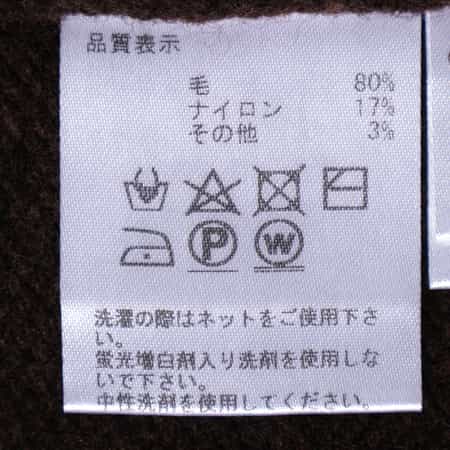 品質表示
毛 80%
ナイロン 17%
その他 3%
P W
洗濯の際はネットをご使用下さ
い。
蛍光増白剤入り洗剤を使用しな
いで下さい。
中性洗剤を使用してください。